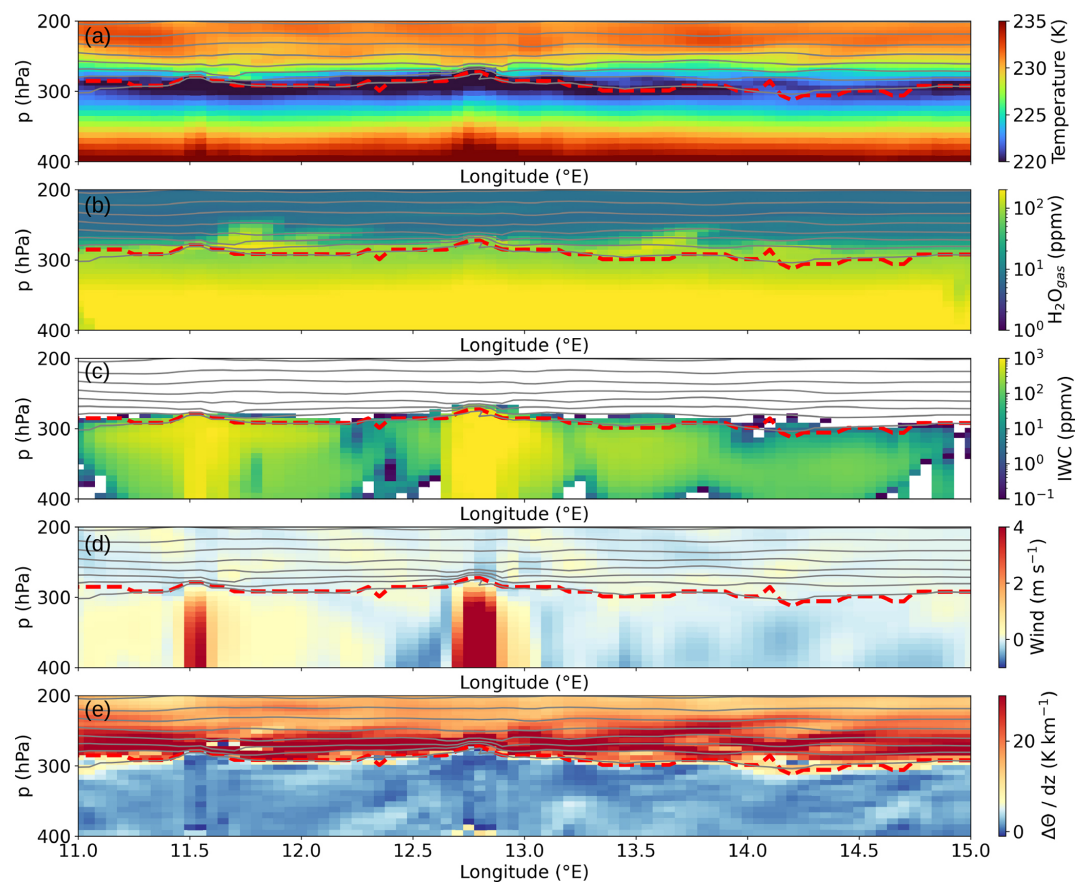 (a)
200
300
400
p (hPa)
Longitude (°E)
235
230
225
220
Temperature (K)
(b)
200
300
400
p (hPa)
Longitude (°E)
10²
10¹
10⁰
H₂O_gas (ppmv)
(c)
200
300
400
p (hPa)
Longitude (°E)
10³
10²
10¹
10⁰
10⁻¹
IWC (ppmv)
(d)
200
300
400
p (hPa)
Longitude (°E)
4
2
0
Wind (m s⁻¹)
(e)
200
300
400
p (hPa)
11.0 11.5 12.0 12.5 13.0 13.5 14.0 14.5 15.0
Longitude (°E)
20
0
ΔΘ / dz (K km⁻¹)